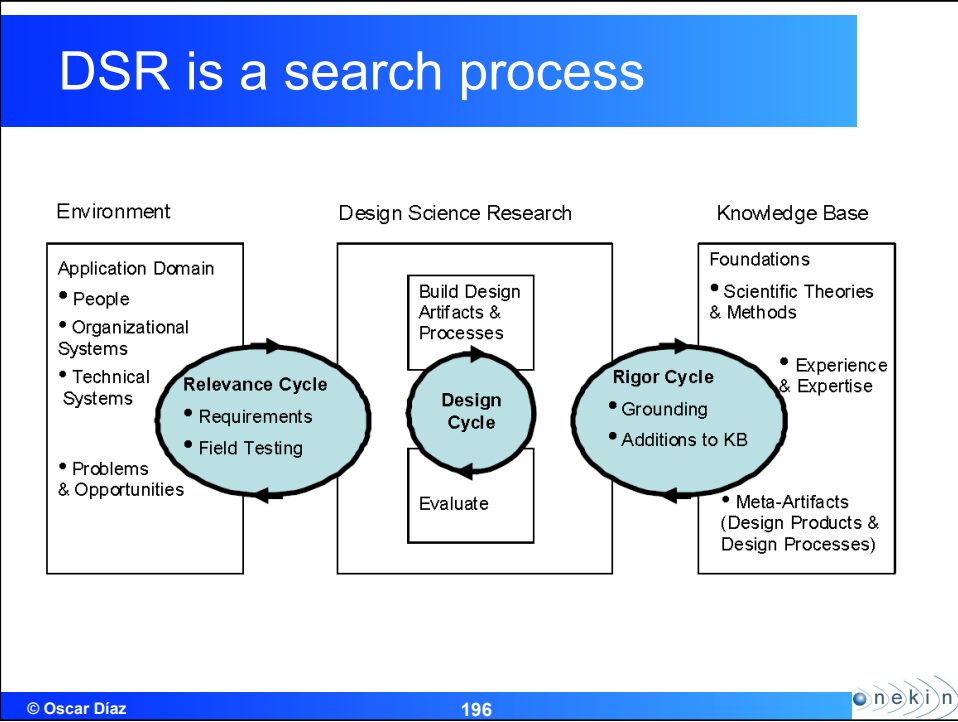 DSR is a search process
Environment
Design Science Research
Knowledge Base
Application Domain
• People
• Organizational
Systems
• Technical
Systems
• Problems
& Opportunities
Relevance Cycle
• Requirements
• Field Testing
Build Design
Artifacts &
Processes
Design
Cycle
Evaluate
Rigor Cycle
• Grounding
• Additions to KB
Foundations
• Scientific Theories
& Methods
• Experience
& Expertise
• Meta-Artifacts
(Design Products &
Design Processes)
© Oscar Díaz
196
onekin